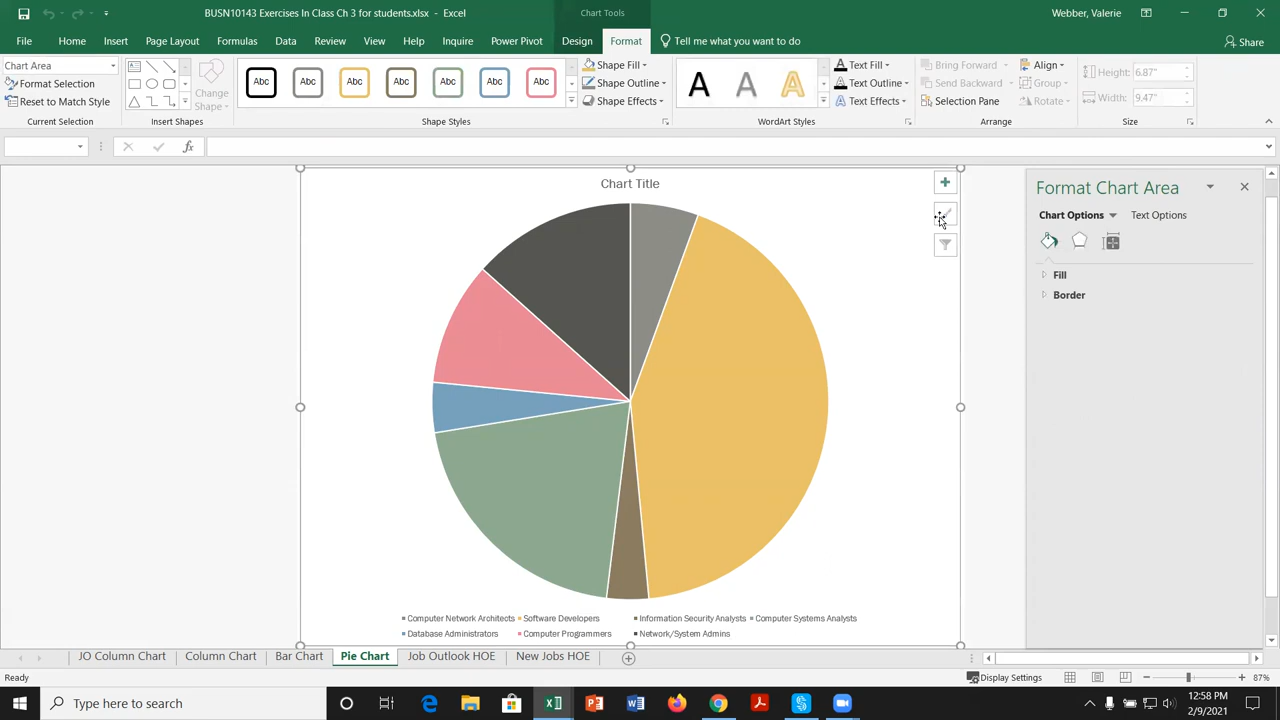 BUSN10143 Exercises In Class Ch 3 for students.xlsx - Excel
Chart Tools
Webber, Valerie
File Home Insert Page Layout Formulas Data Review View Help Inquire Power Pivot Design Format Tell me what you want to do Share
Chart Area
Format Selection
Reset to Match Style
Current Selection
Change Shape
Insert Shapes
Abc Abc Abc Abc Abc Abc Abc
Shape Fill
Shape Outline
Shape Effects
Shape Styles
A A A
Text Fill
Text Outline
Text Effects
WordArt Styles
Bring Forward
Send Backward
Selection Pane
Align
Group
Rotate
Arrange
Height: 6.87"
Width: 9.47"
Size
fx
Chart Title
Computer Network Architects Software Developers Information Security Analysts Computer Systems Analysts
Database Administrators Computer Programmers Network/System Admins
Format Chart Area
Chart Options Text Options
Fill
Border
JO Column Chart Column Chart Bar Chart Pie Chart Job Outlook HOE New Jobs HOE
Ready
Display Settings
87%
Type here to search
12:58 PM
2/9/2021